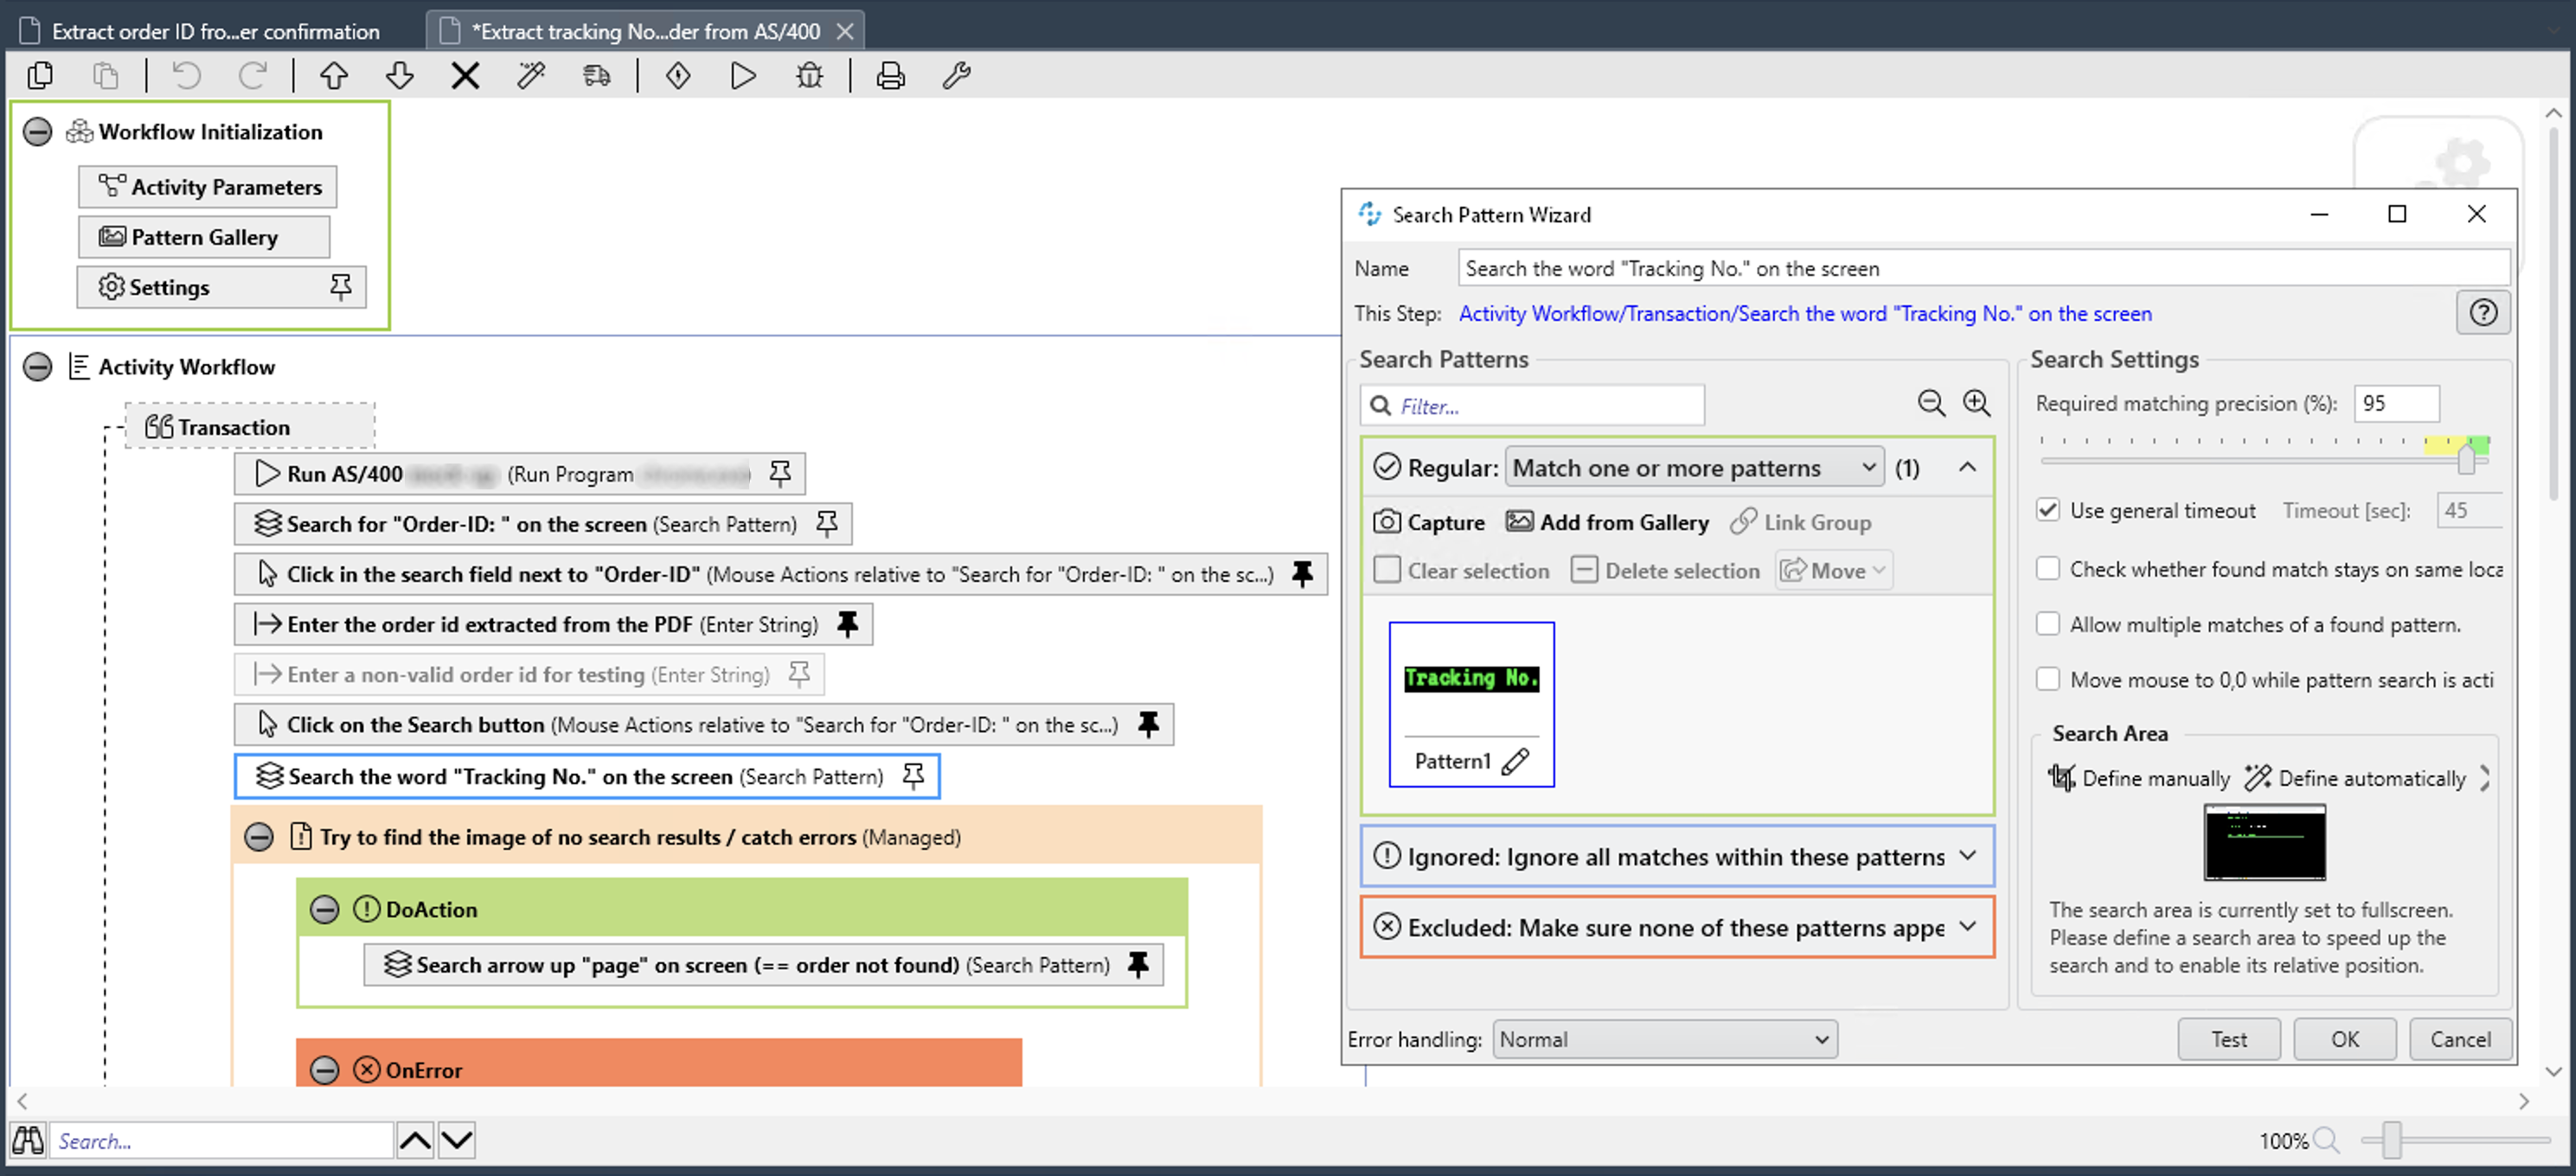 Extract order ID fro...er confirmation
*Extract tracking No...der from AS/400
Workflow Initialization
Activity Parameters
Pattern Gallery
Settings
Activity Workflow
Transaction
Run AS/400 (Run Program
Search for "Order-ID: " on the screen (Search Pattern)
Click in the search field next to "Order-ID" (Mouse Actions relative to "Search for "Order-ID: " on the sc...)
Enter the order id extracted from the PDF (Enter String)
Enter a non-valid order id for testing (Enter String)
Click on the Search button (Mouse Actions relative to "Search for "Order-ID: " on the sc...)
Search the word "Tracking No." on the screen (Search Pattern)
Try to find the image of no search results / catch errors (Managed)
DoAction
Search arrow up "page" on screen (== order not found) (Search Pattern)
OnError
Search Pattern Wizard
Name Search the word "Tracking No." on the screen
This Step: Activity Workflow/Transaction/Search the word "Tracking No." on the screen
Search Patterns
Filter...
Regular: Match one or more patterns (1)
Capture Add from Gallery Link Group
Clear selection Delete selection Move
Tracking No.
Pattern1
Ignored: Ignore all matches within these patterns
Excluded: Make sure none of these patterns appe
Search Settings
Required matching precision (%): 95
Use general timeout Timeout [sec]: 45
Check whether found match stays on same loca
Allow multiple matches of a found pattern.
Move mouse to 0,0 while pattern search is acti
Search Area
Define manually Define automatically
The search area is currently set to fullscreen.
Please define a search area to speed up the
search and to enable its relative position.
Error handling: Normal
Test OK Cancel
Search...
100%